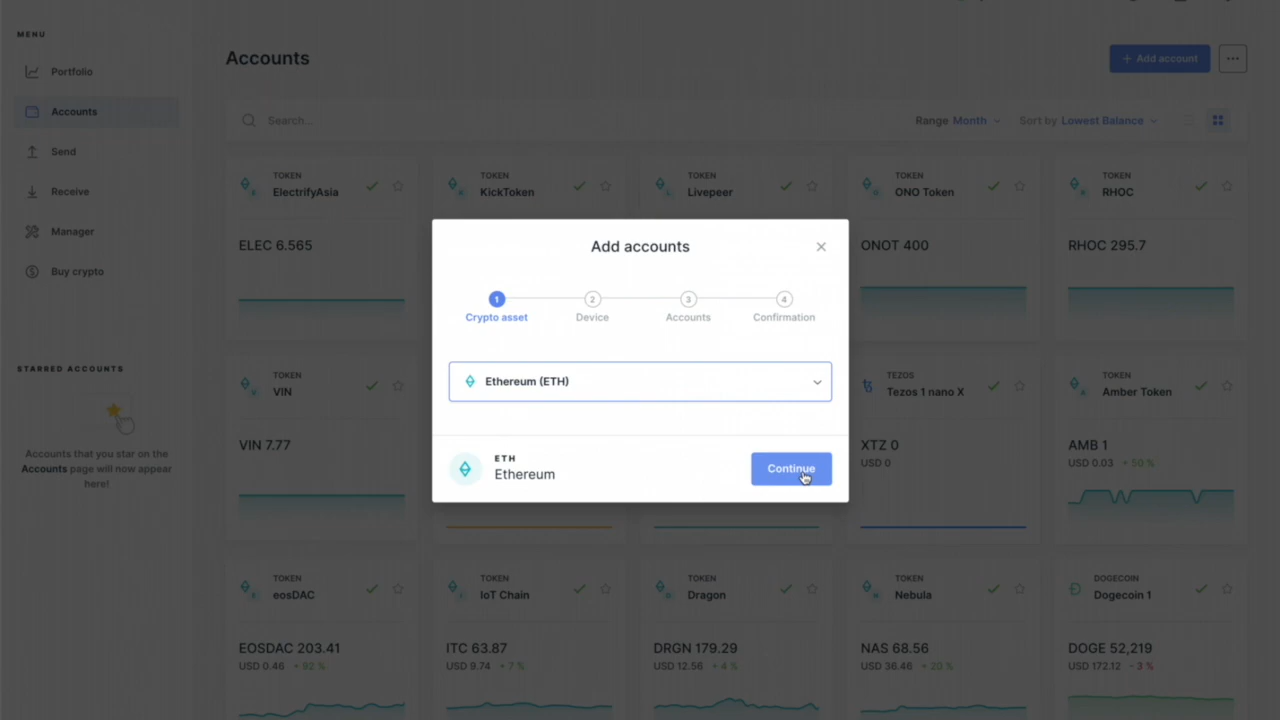 MENU
Portfolio
Accounts
Send
Receive
Manager
Buy crypto
STARRED ACCOUNTS
Accounts that you star on the
Accounts page will now appear
here!
Accounts
+ Add account
Search...
Range Month
Sort by Lowest Balance
TOKEN
ElectrifyAsia
ELEC 6.565
TOKEN
KickToken
TOKEN
Livepeer
TOKEN
ONO Token
ONOT 400
TOKEN
RHOC
RHOC 295.7
Add accounts
1
2
3
4
Crypto asset
Device
Accounts
Confirmation
Ethereum (ETH)
ETH
Ethereum
Continue
TOKEN
VIN
VIN 7.77
TEZOS
Tezos 1 nano X
XTZ 0
USD 0
TOKEN
Amber Token
AMB 1
USD 0.03 + 50 %
TOKEN
eosDAC
EOSDAC 203.41
USD 0.46 + 92 %
TOKEN
IoT Chain
ITC 63.87
USD 9.74 + 7 %
TOKEN
Dragon
DRGN 179.29
USD 12.56 + 4 %
TOKEN
Nebula
NAS 68.56
USD 36.46 + 20 %
DOGECOIN
Dogecoin 1
DOGE 52,219
USD 172.12 - 3 %